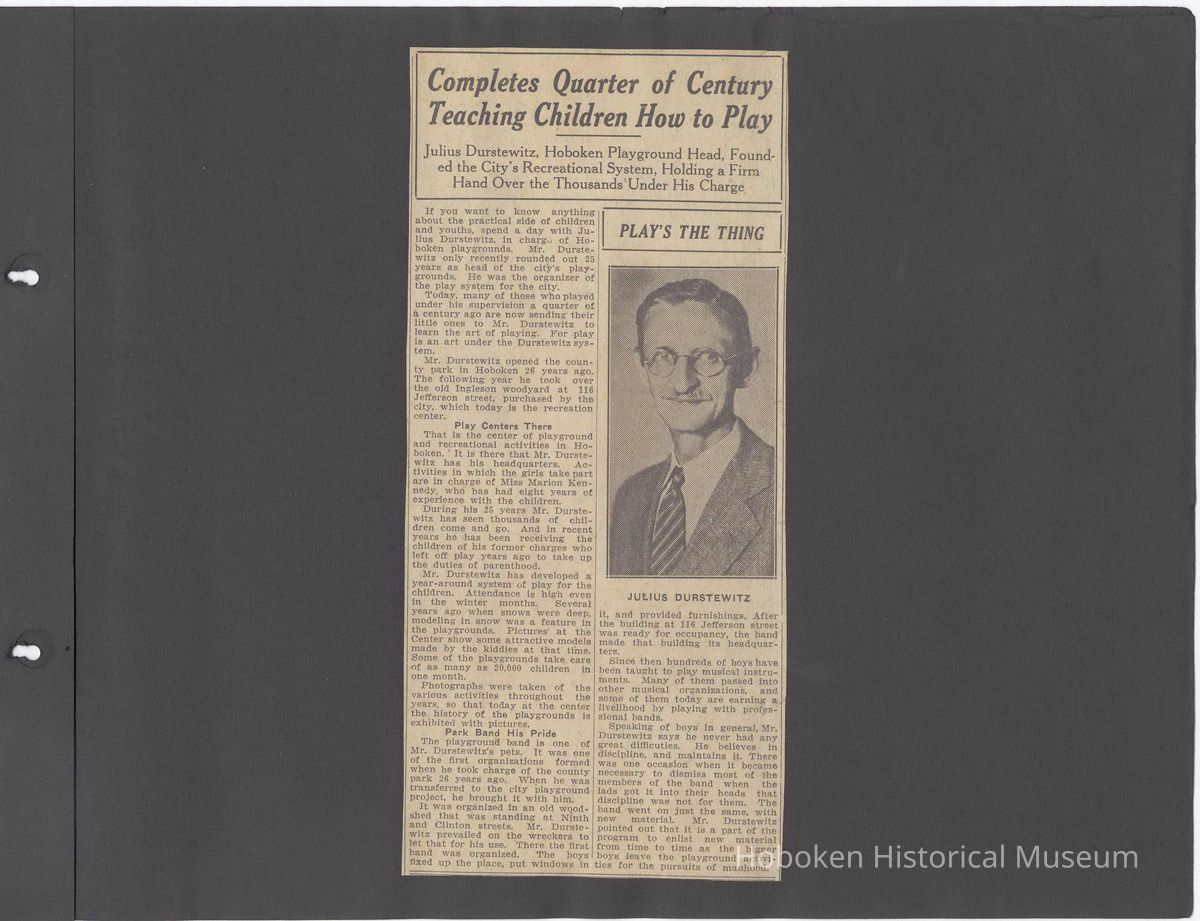 Completes Quarter of Century
Teaching Children How to Play
Julius Durstewitz, Hoboken Playground Head, Found-
ed the City's Recreational System, Holding a Firm
Hand Over the Thousands Under His Charge
If you want to know anything
about the practical side of children
and youths, spend a day with Ju-
lius Durstewitz, in charge of Ho-
boken playgrounds. Mr. Durste-
witz only recently rounded out 25
years as head of the city's play-
grounds. He was the organizer of
the play system for the city.
Today, many of those who played
under his supervision a quarter of
a century ago are now sending their
little ones to Mr. Durstewitz to
learn the art of playing. For play
is an art under the Durstewitz sys-
tem.
Mr. Durstewitz opened the coun-
ty park in Hoboken 26 years ago.
The following year he took over
the old Ingleson woodyard at 116
Jefferson street, purchased by the
city, which today is the recreation
center.
Play Centers There
That is the center of playground
and recreational activities in Ho-
boken. It is there that Mr. Durste-
witz has his headquarters. Ac-
tivities in which the girls take part
are in charge of Miss Marion Ken-
nedy, who has had eight years of
experience with the children.
During his 25 years Mr. Durste-
witz has seen thousands of chil-
dren come and go. And in recent
years he has been receiving the
children of his former charges who
left off play years ago to take up
the duties of parenthood.
Mr. Durstewitz has developed a
year-around system of play for the
children. Attendance is high even
in the winter months. Several
years ago when snows were deep,
modeling in snow was a feature in
the playgrounds. Pictures at the
Center show some attractive models
made by the kiddies at that time.
Some of the playgrounds take care
of as many as 20,000 children in
one month.
Photographs were taken of the
various activities throughout the
years, so that today at the center
the history of the playgrounds is
exhibited with pictures.
Park Band His Pride
The playground band is one of
Mr. Durstewitz's pets. It was one
of the first organizations formed
when he took charge of the county
park 26 years ago. When he was
transferred to the city playground
project, he brought it with him.
It was organized in an old wood-
shed that was standing at Ninth
and Clinton streets. Mr. Durste-
witz prevailed on the wreckers to
let that for his use. There the first
band was organized. The boys
fixed up the place, put windows in
PLAY'S THE THING
JULIUS DURSTEWITZ
it, and provided furnishings. After
the building at 116 Jefferson street
was ready for occupancy, the band
made that building its headquar-
ters.
Since then hundreds of boys have
been taught to play musical instru-
ments. Many of them passed into
other musical organizations, and
some of them today are earning a
livelihood by playing with profes-
sional bands.
Speaking of boys in general, Mr.
Durstewitz says he never had any
great difficuties. He believes in
discipline, and maintains it. There
was one occasion when it became
necessary to dismiss most of the
members of the band when the
lads got it into their heads that
discipline was not for them. The
band went on just the same, with
new material. Mr. Durstewitz
pointed out that it is a part of the
program to enlist new material
from time to time as the bigger
boys leave the playground
ties for the pursuits of manhood.
Hoboken Historical Museum